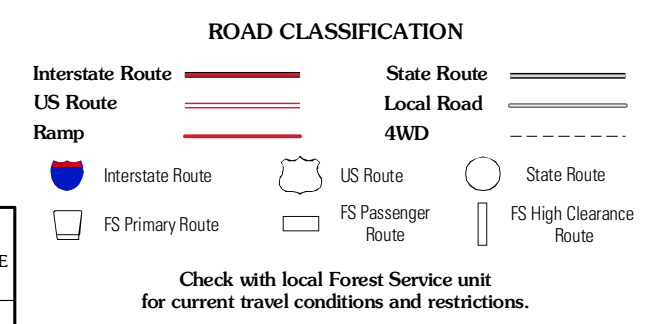 ROAD CLASSIFICATION
Interstate Route
State Route
US Route
Local Road
Ramp
4WD
Interstate Route
US Route
State Route
FS Primary Route
FS Passenger
Route
FS High Clearance
Route
E
Check with local Forest Service unit
for current travel conditions and restrictions.